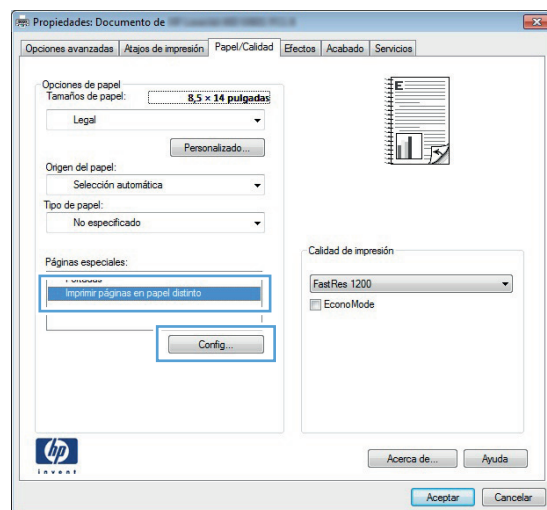 Propiedades: Documento de
Opciones avanzadas Atajos de impresión Papel/Calidad Efectos Acabado Servicios
Opciones de papel
Tamaños de papel: 8,5 × 14 pulgadas
Legal
Personalizado...
Origen del papel:
Selección automática
Tipo de papel:
No especificado
Páginas especiales:
Portadas
Imprimir páginas en papel distinto
Config...
E
Calidad de impresión
FastRes 1200
EconoMode
hp
invent
Acerca de... Ayuda
Aceptar Cancelar